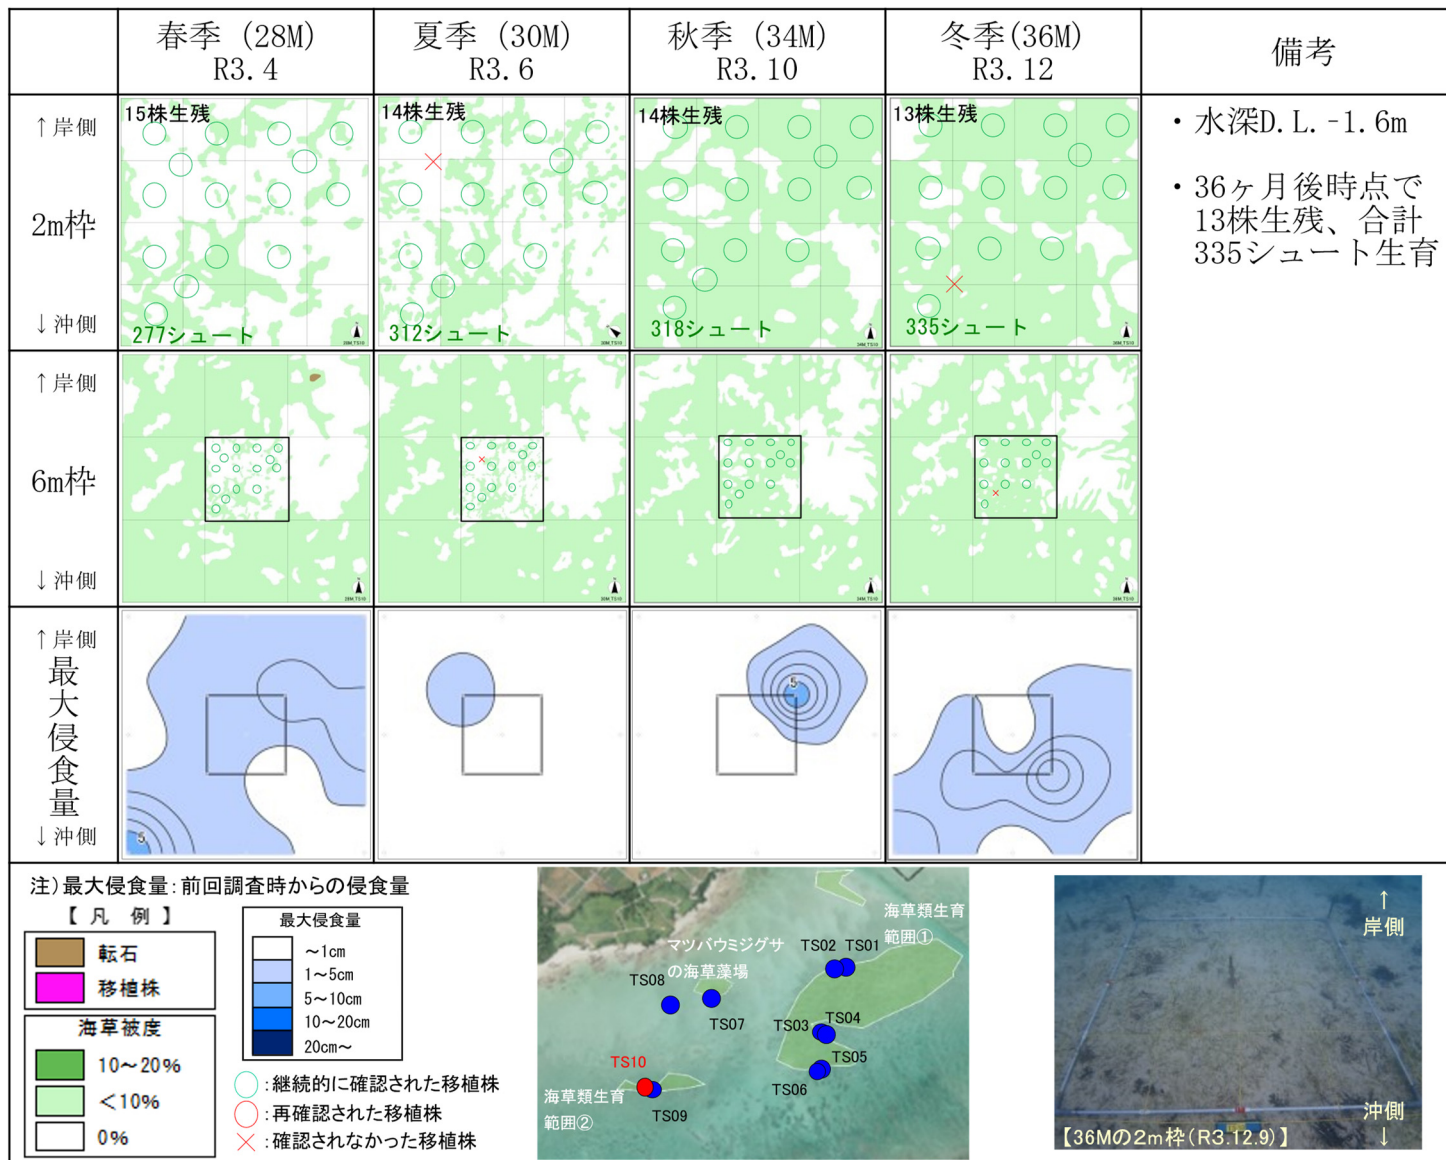 春季 (28M)
R3.4
夏季 (30M)
R3.6
秋季 (34M)
R3.10
冬季(36M)
R3.12
備考
↑岸側
2m枠
↓沖側
15株生残
277シュート
14株生残
312シュート
14株生残
318シュート
13株生残
335シュート
・水深D.L.-1.6m
・36ヶ月後時点で
13株生残、合計
335シュート生育
↑岸側
6m枠
↓沖側
↑岸側
最大侵食量
↓沖側
5
5
注)最大侵食量:前回調査時からの侵食量
【 凡 例 】
転石
移植株
海草被度
10~20%
<10%
0%
最大侵食量
~1cm
1~5cm
5~10cm
10~20cm
20cm~
:継続的に確認された移植株
:再確認された移植株
:確認されなかった移植株
海草類生育
範囲①
マツバウミジグサ
の海草藻場
TS02
TS01
TS08
TS07
TS03
TS04
TS05
TS06
TS10
TS09
海草類生育
範囲②
↑
岸側
沖側
↓
【36Mの2m枠(R3.12.9)】